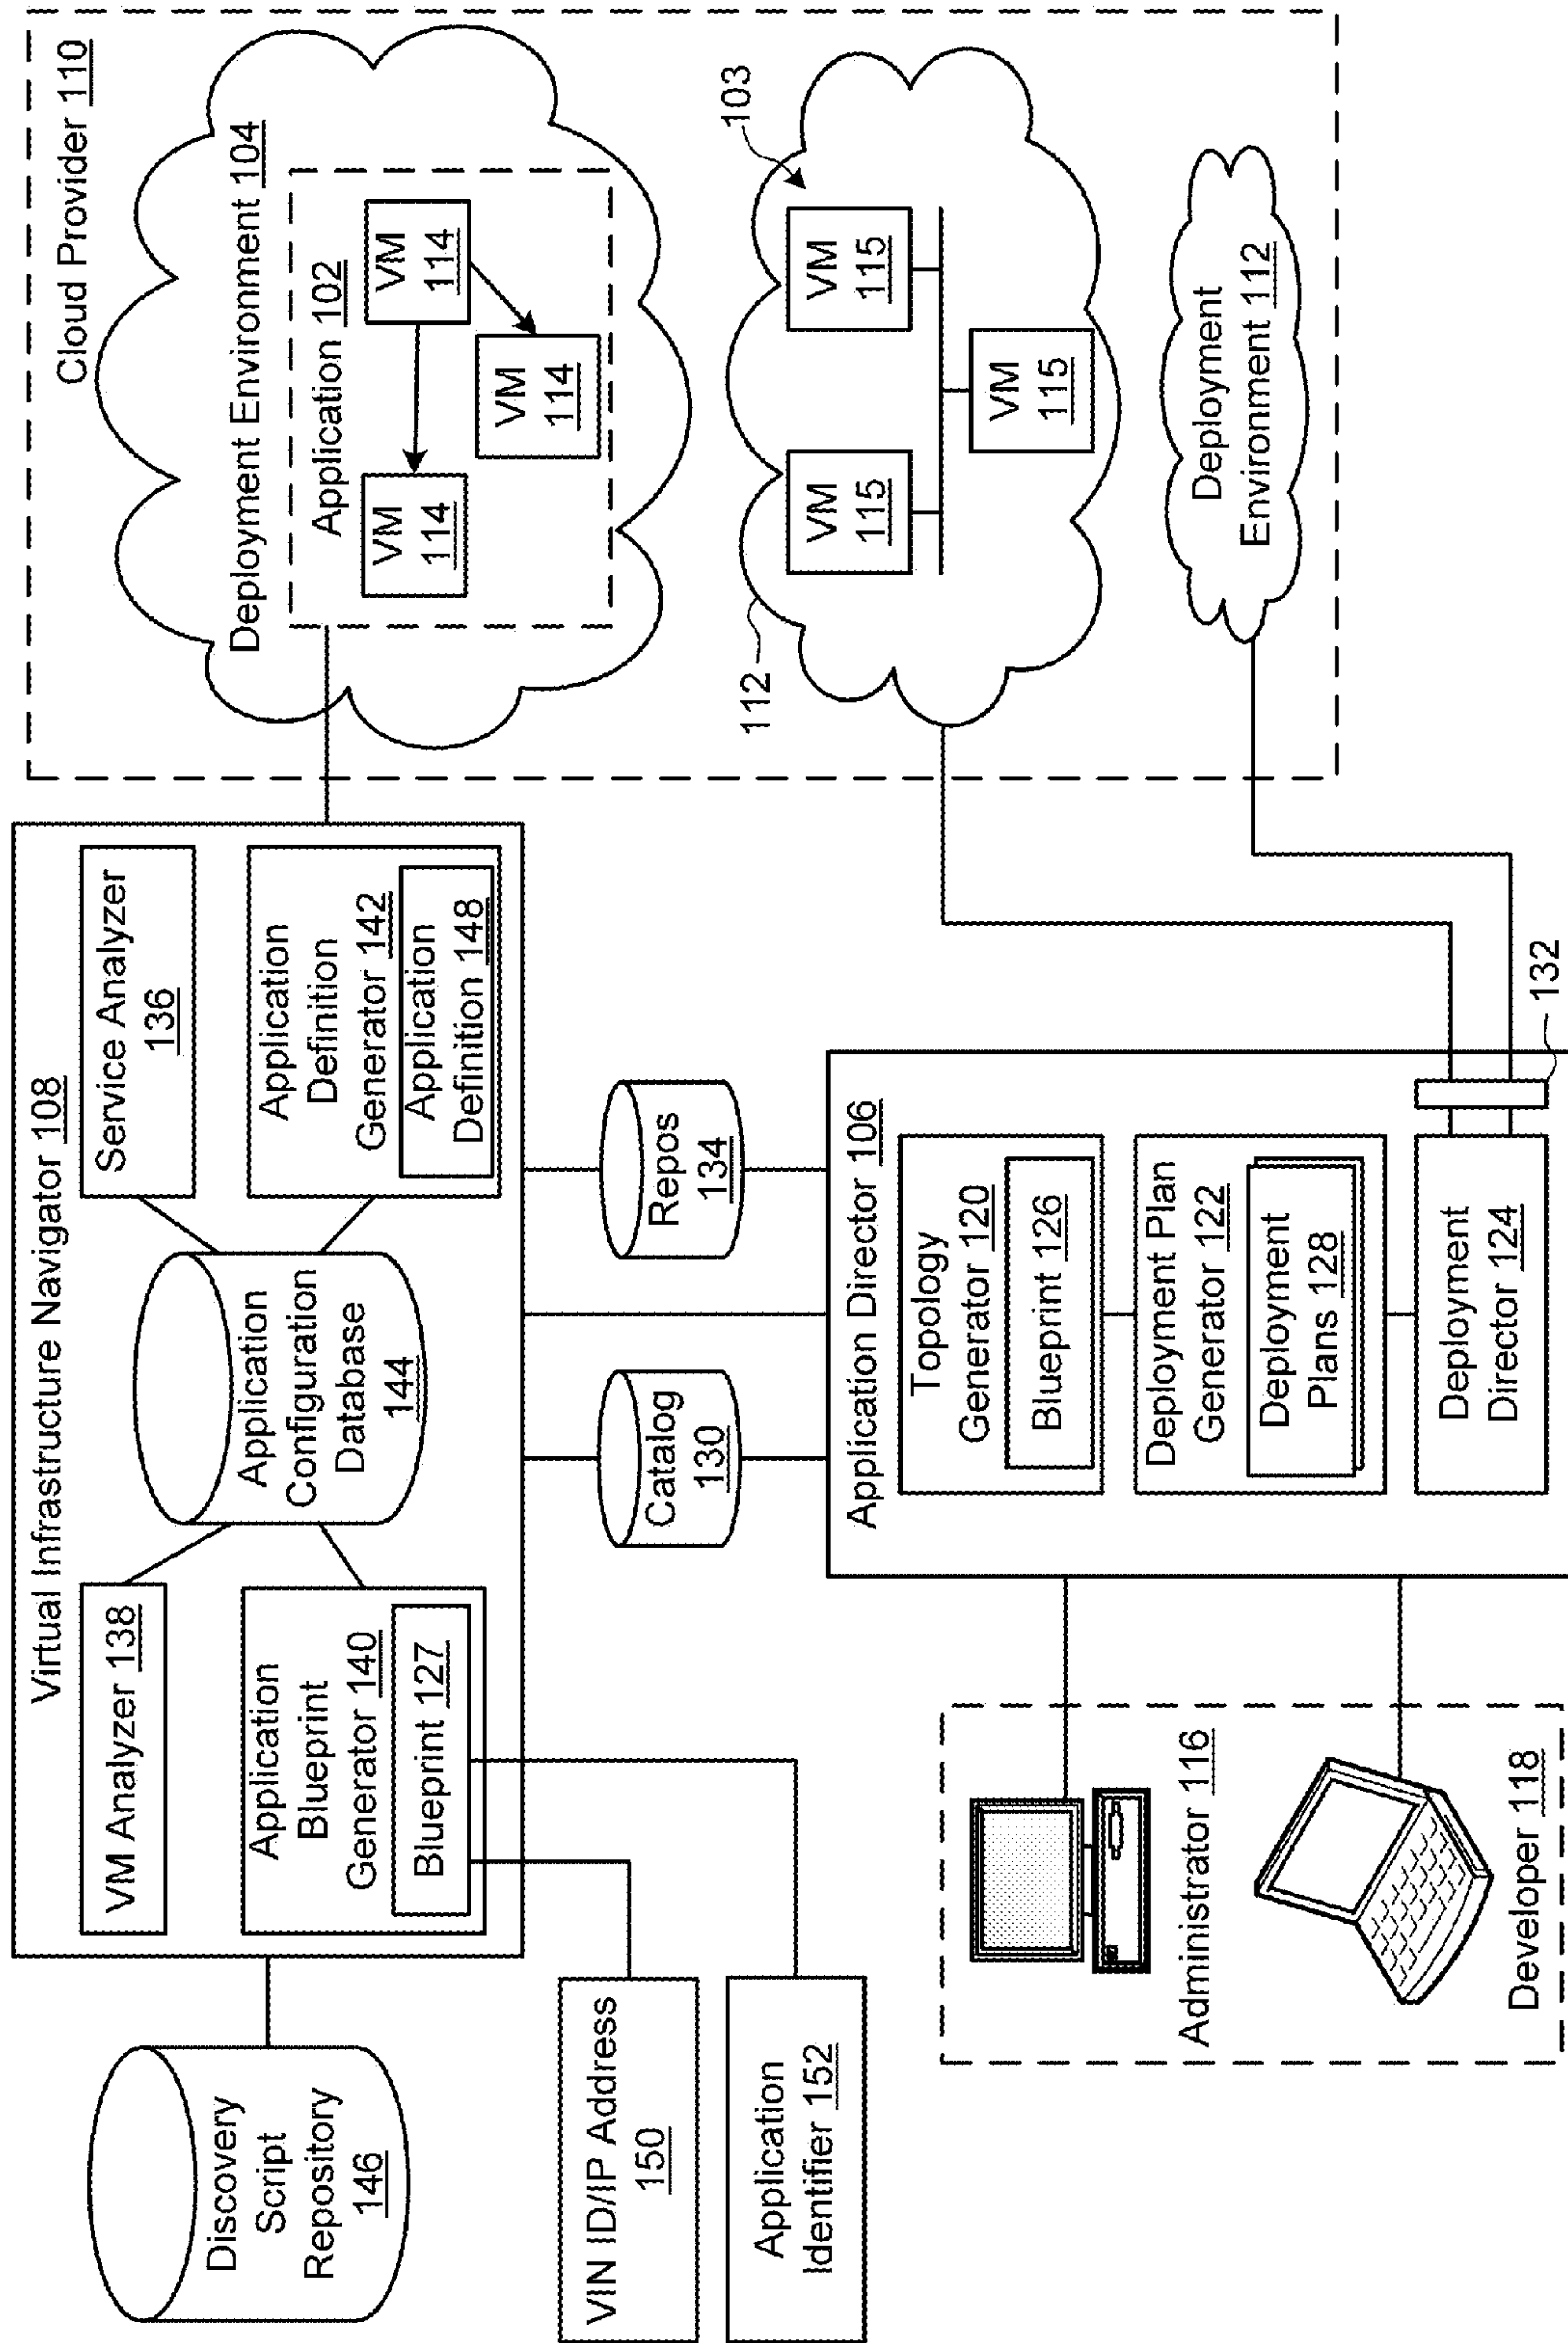 Discovery
Script
Repository
146
VIN ID/IP Address
150
Application
Identifier 152
Virtual Infrastructure Navigator 108
VM Analyzer 138
Application
Blueprint
Generator 140
Blueprint 127
Application
Configuration
Database
144
Service Analyzer
136
Application
Definition
Generator 142
Application
Definition 148
Catalog
130
Repos
134
Administrator 116
Developer 118
Application Director 106
Topology
Generator 120
Blueprint 126
Deployment Plan
Generator 122
Deployment
Plans 128
Deployment
Director 124
132
Cloud Provider 110
Deployment Environment 104
Application 102
VM
114
VM
114
VM
114
112
103
VM
115
VM
115
VM
115
Deployment
Environment 112